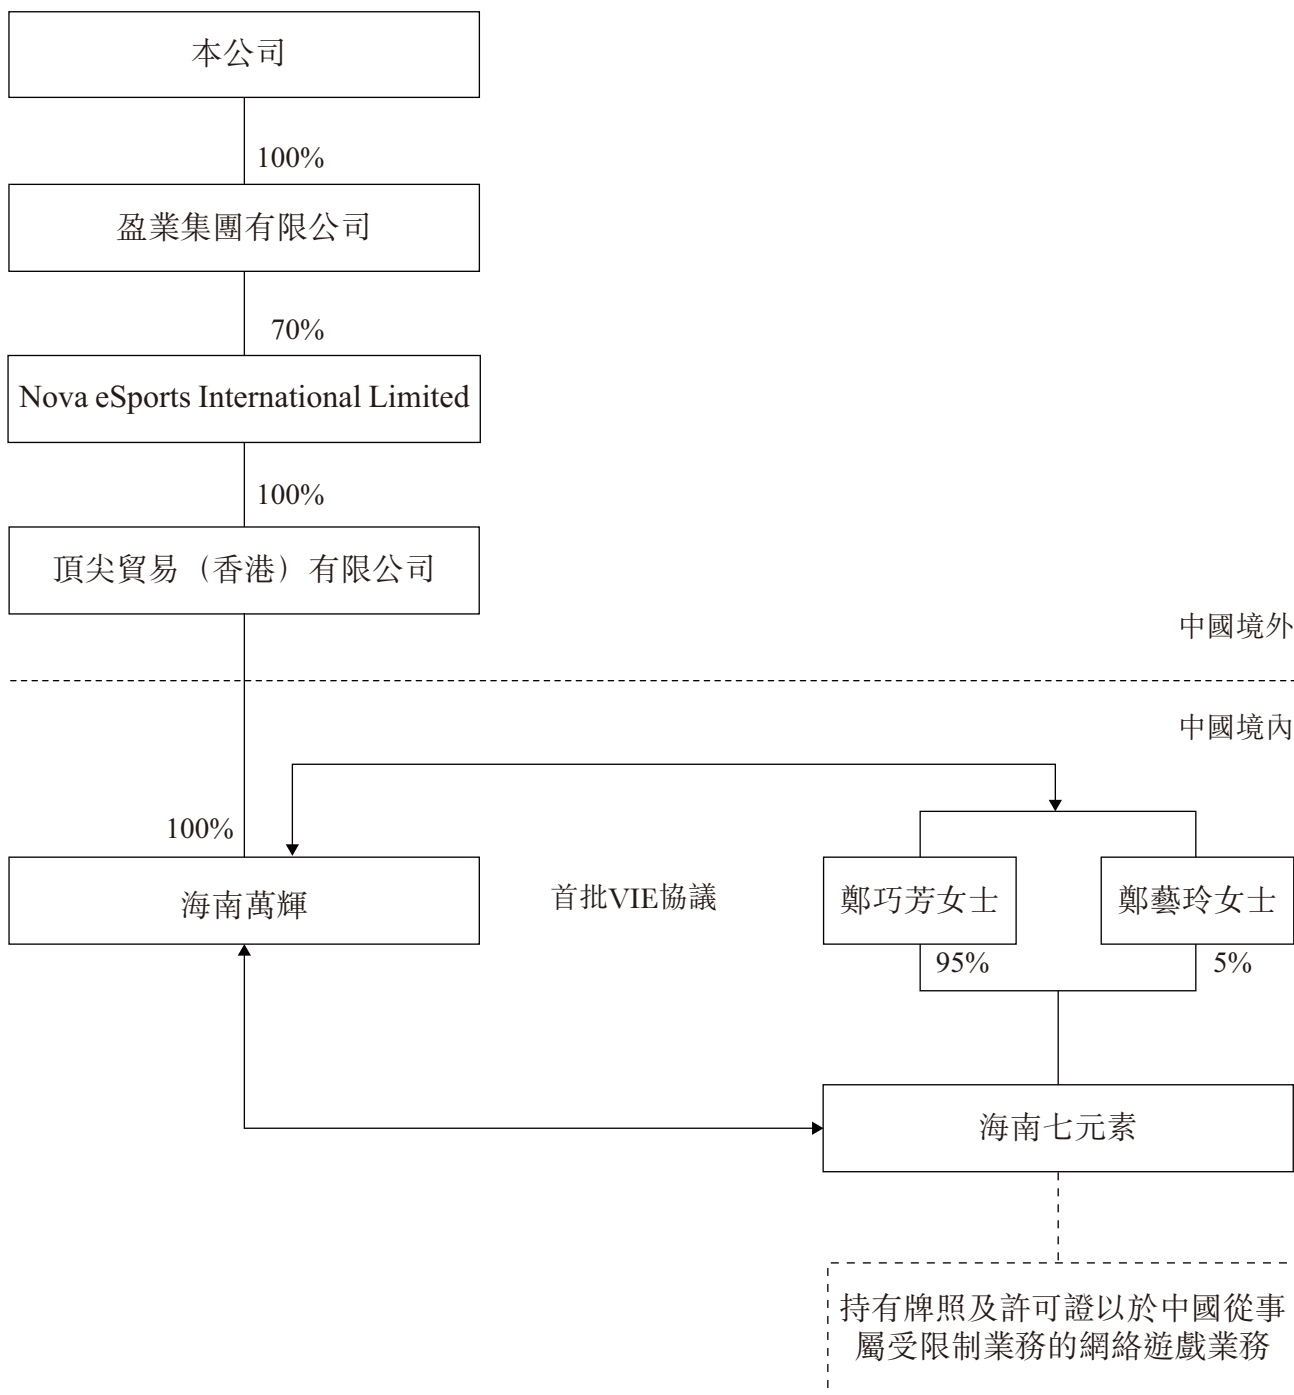 本公司
100%
盈業集團有限公司
70%
Nova eSports International Limited
100%
頂尖貿易（香港）有限公司
中國境外
中國境內
100%
海南萬輝
首批VIE協議
鄭巧芳女士
鄭藝玲女士
95%
5%
海南七元素
持有牌照及許可證以於中國從事
屬受限制業務的網絡遊戲業務